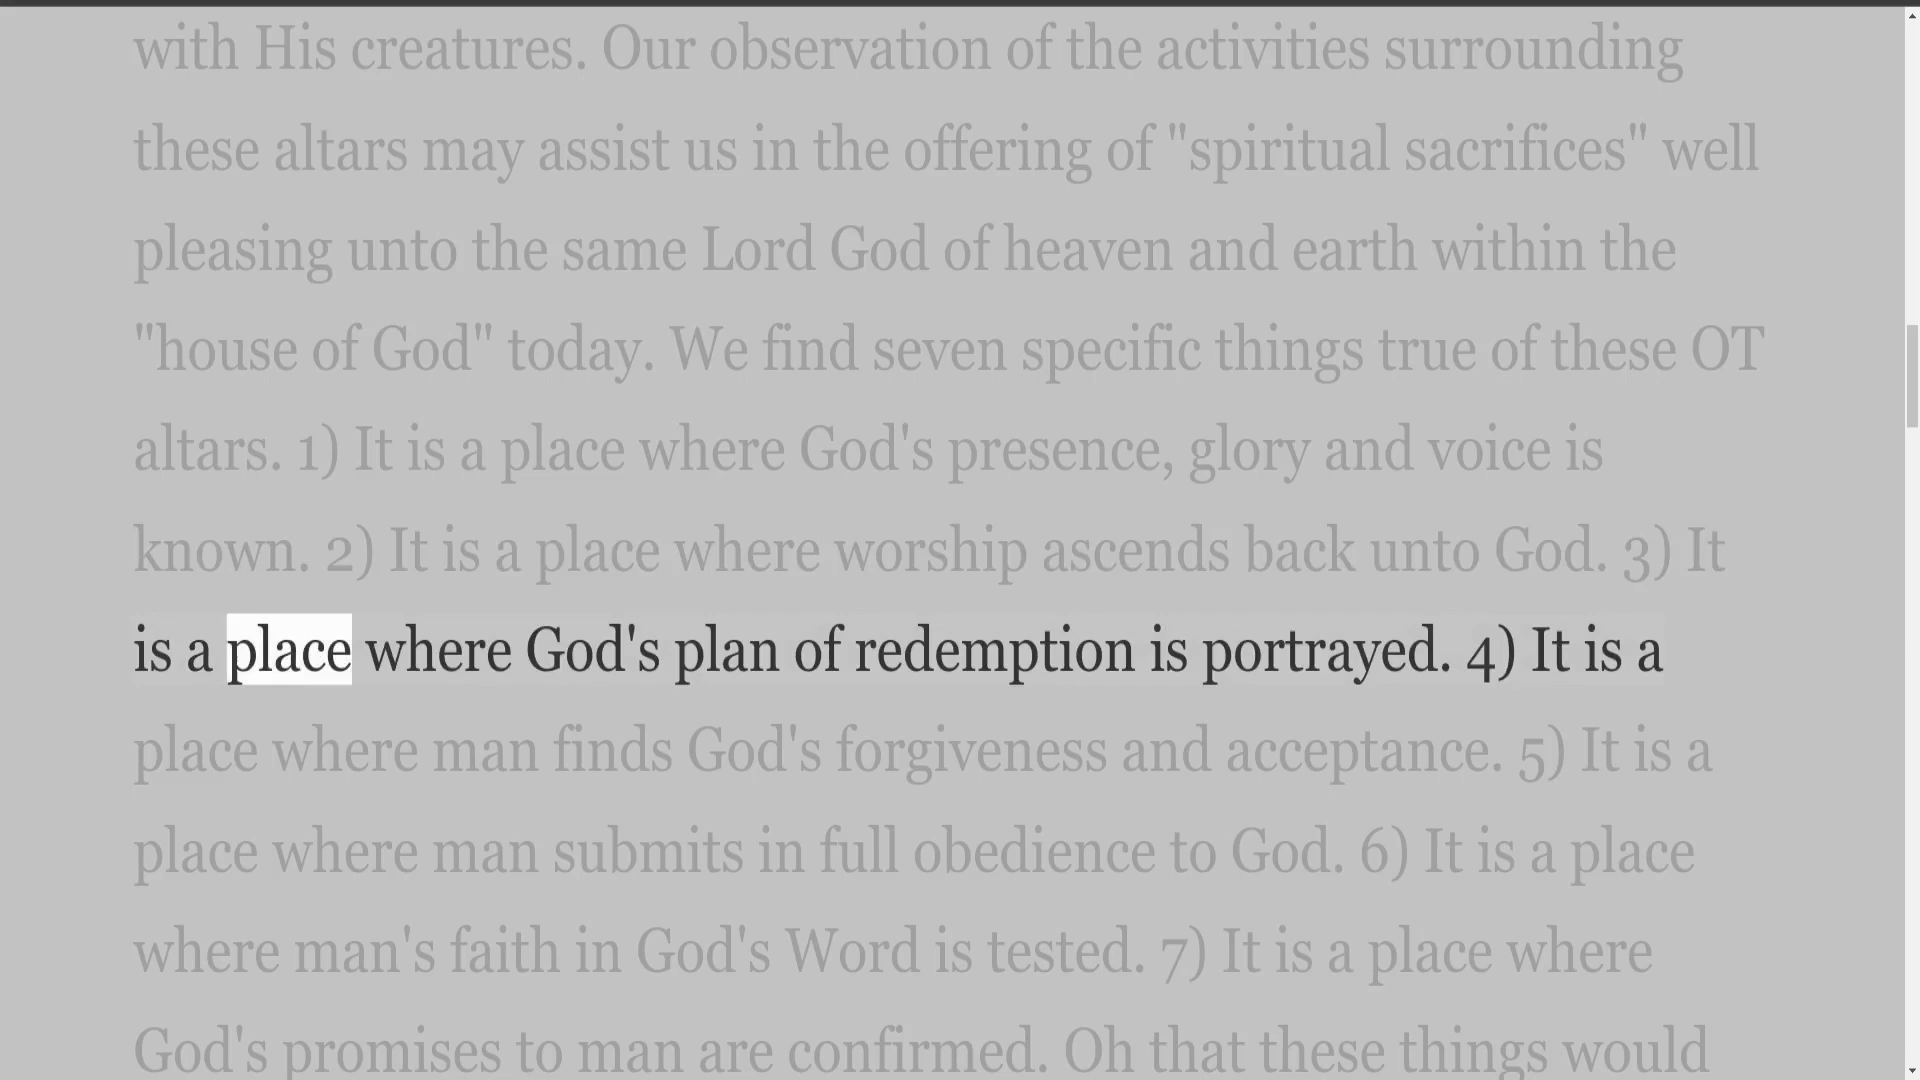 with His creatures. Our observation of the activities surrounding
these altars may assist us in the offering of "spiritual sacrifices" well
pleasing unto the same Lord God of heaven and earth within the
"house of God" today. We find seven specific things true of these OT
altars. 1) It is a place where God's presence, glory and voice is
known. 2) It is a place where worship ascends back unto God. 3) It
is a place where God's plan of redemption is portrayed. 4) It is a
place where man finds God's forgiveness and acceptance. 5) It is a
place where man submits in full obedience to God. 6) It is a place
where man's faith in God's Word is tested. 7) It is a place where
God's promises to man are confirmed. Oh that these things would